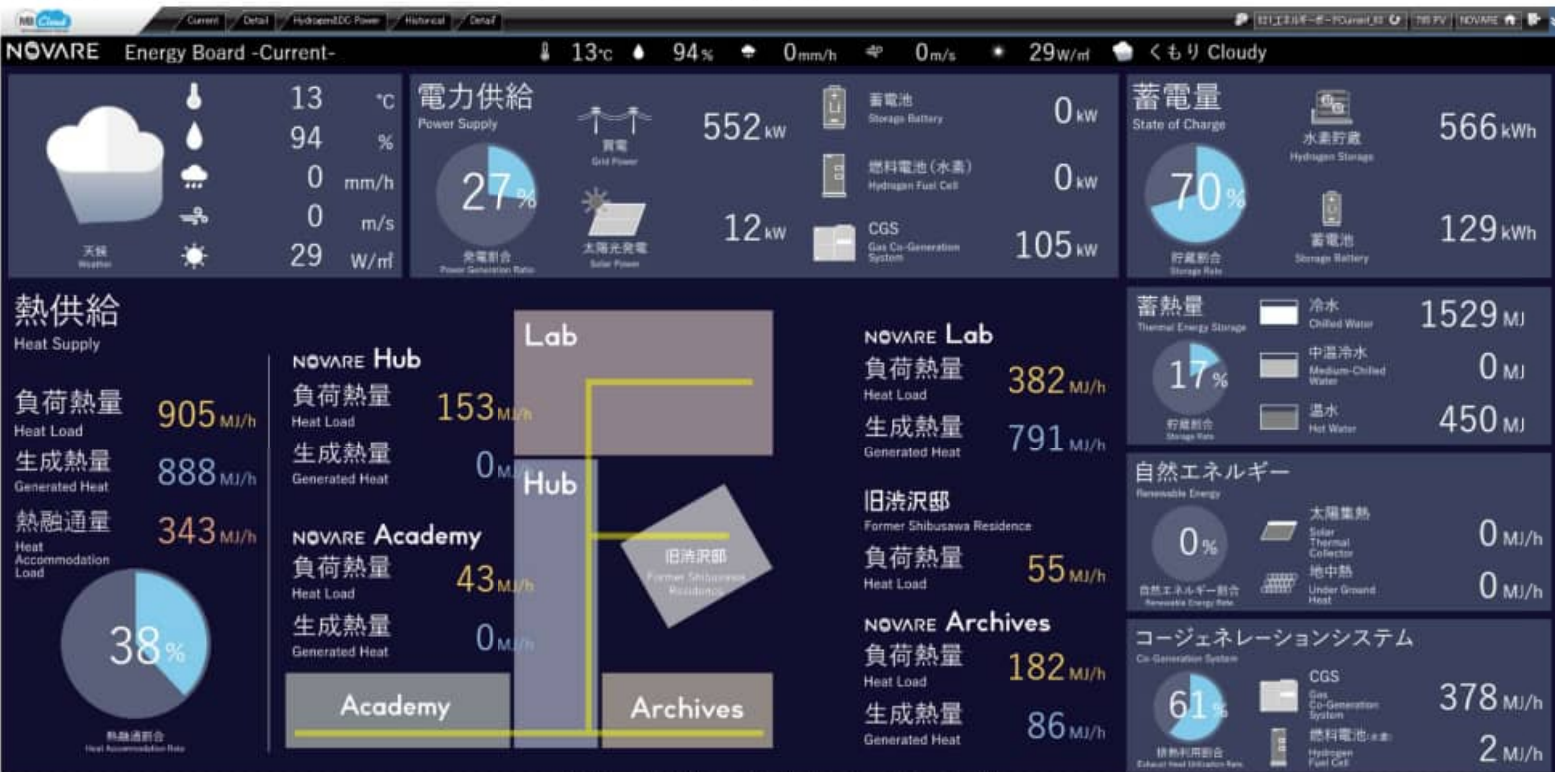 MB Cloud
Current
Detail
Hydrogen&DC Power
Historical
Detail
NOVARE
NOVARE Energy Board -Current-
13℃
94%
0mm/h
0m/s
29W/㎡
くもり Cloudy
13 ℃
94 %
0 mm/h
0 m/s
29 W/㎡
天候
Weather
電力供給
Power Supply
27%
発電割合
Power Generation Ratio
買電
Grid Power
552kW
太陽光発電
Solar Power
12kW
蓄電池
Storage Battery
0kW
燃料電池(水素)
Hydrogen Fuel Cell
0kW
CGS
Gas Co-Generation
System
105kW
蓄電量
State of Charge
70%
貯蔵割合
Storage Rate
水素貯蔵
Hydrogen Storage
566kWh
蓄電池
Storage Battery
129kWh
熱供給
Heat Supply
負荷熱量
Heat Load
905MJ/h
生成熱量
Generated Heat
888MJ/h
熱融通量
Heat
Accommodation
Load
343MJ/h
38%
熱融通割合
Heat Accommodation Rate
NOVARE Hub
負荷熱量
Heat Load
153MJ/h
生成熱量
Generated Heat
0MJ/h
NOVARE Academy
負荷熱量
Heat Load
43MJ/h
生成熱量
Generated Heat
0MJ/h
Lab
Hub
旧渋沢邸
Former Shibusawa
Residence
Academy
Archives
NOVARE Lab
負荷熱量
Heat Load
382MJ/h
生成熱量
Generated Heat
791MJ/h
旧渋沢邸
Former Shibusawa Residence
負荷熱量
Heat Load
55MJ/h
NOVARE Archives
負荷熱量
Heat Load
182MJ/h
生成熱量
Generated Heat
86MJ/h
蓄熱量
Thermal Energy Storage
17%
貯蔵割合
Storage Rate
冷水
Chilled Water
1529MJ
中温冷水
Medium-Chilled
Water
0MJ
温水
Hot Water
450MJ
自然エネルギー
Renewable Energy
0%
自然エネルギー割合
Renewable Energy Rate
太陽集熱
Solar
Thermal
Collector
0MJ/h
地中熱
Under Ground
Heat
0MJ/h
コージェネレーションシステム
Co-Generation System
61%
排熱利用割合
Exhaust Heat Utilization Rate
CGS
Gas
Co-Generation
System
378MJ/h
燃料電池(水素)
Hydrogen
Fuel Cell
2MJ/h